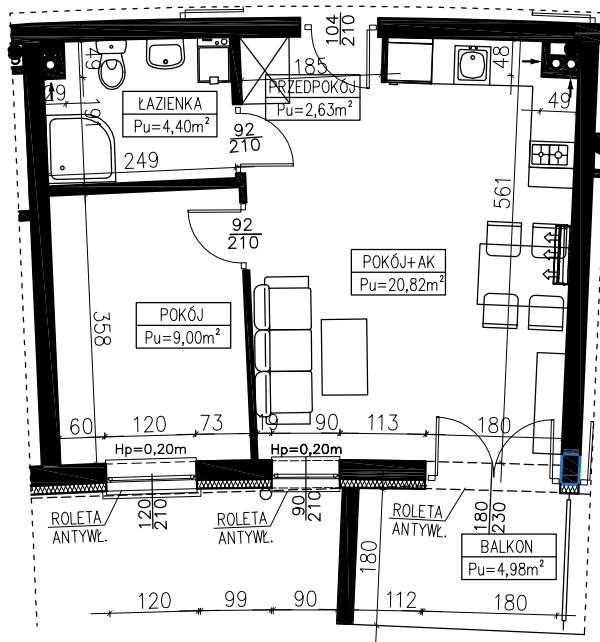 104
210
49
185
48
PRZEDPOKÓJ
Pu=2,63m²
29
191
ŁAZIENKA
Pu=4,40m²
49
92
210
249
561
92
210
POKÓJ+AK
Pu=20,82m²
POKÓJ
Pu=9,00m²
358
60
120
73
19
90
113
180
Hp=0,20m
Hp=0,20m
ROLETA
ANTYWŁ.
120
210
ROLETA
ANTYWŁ.
90
210
ROLETA
ANTYWŁ.
180
230
BALKON
Pu=4,98m²
180
120
99
90
112
180